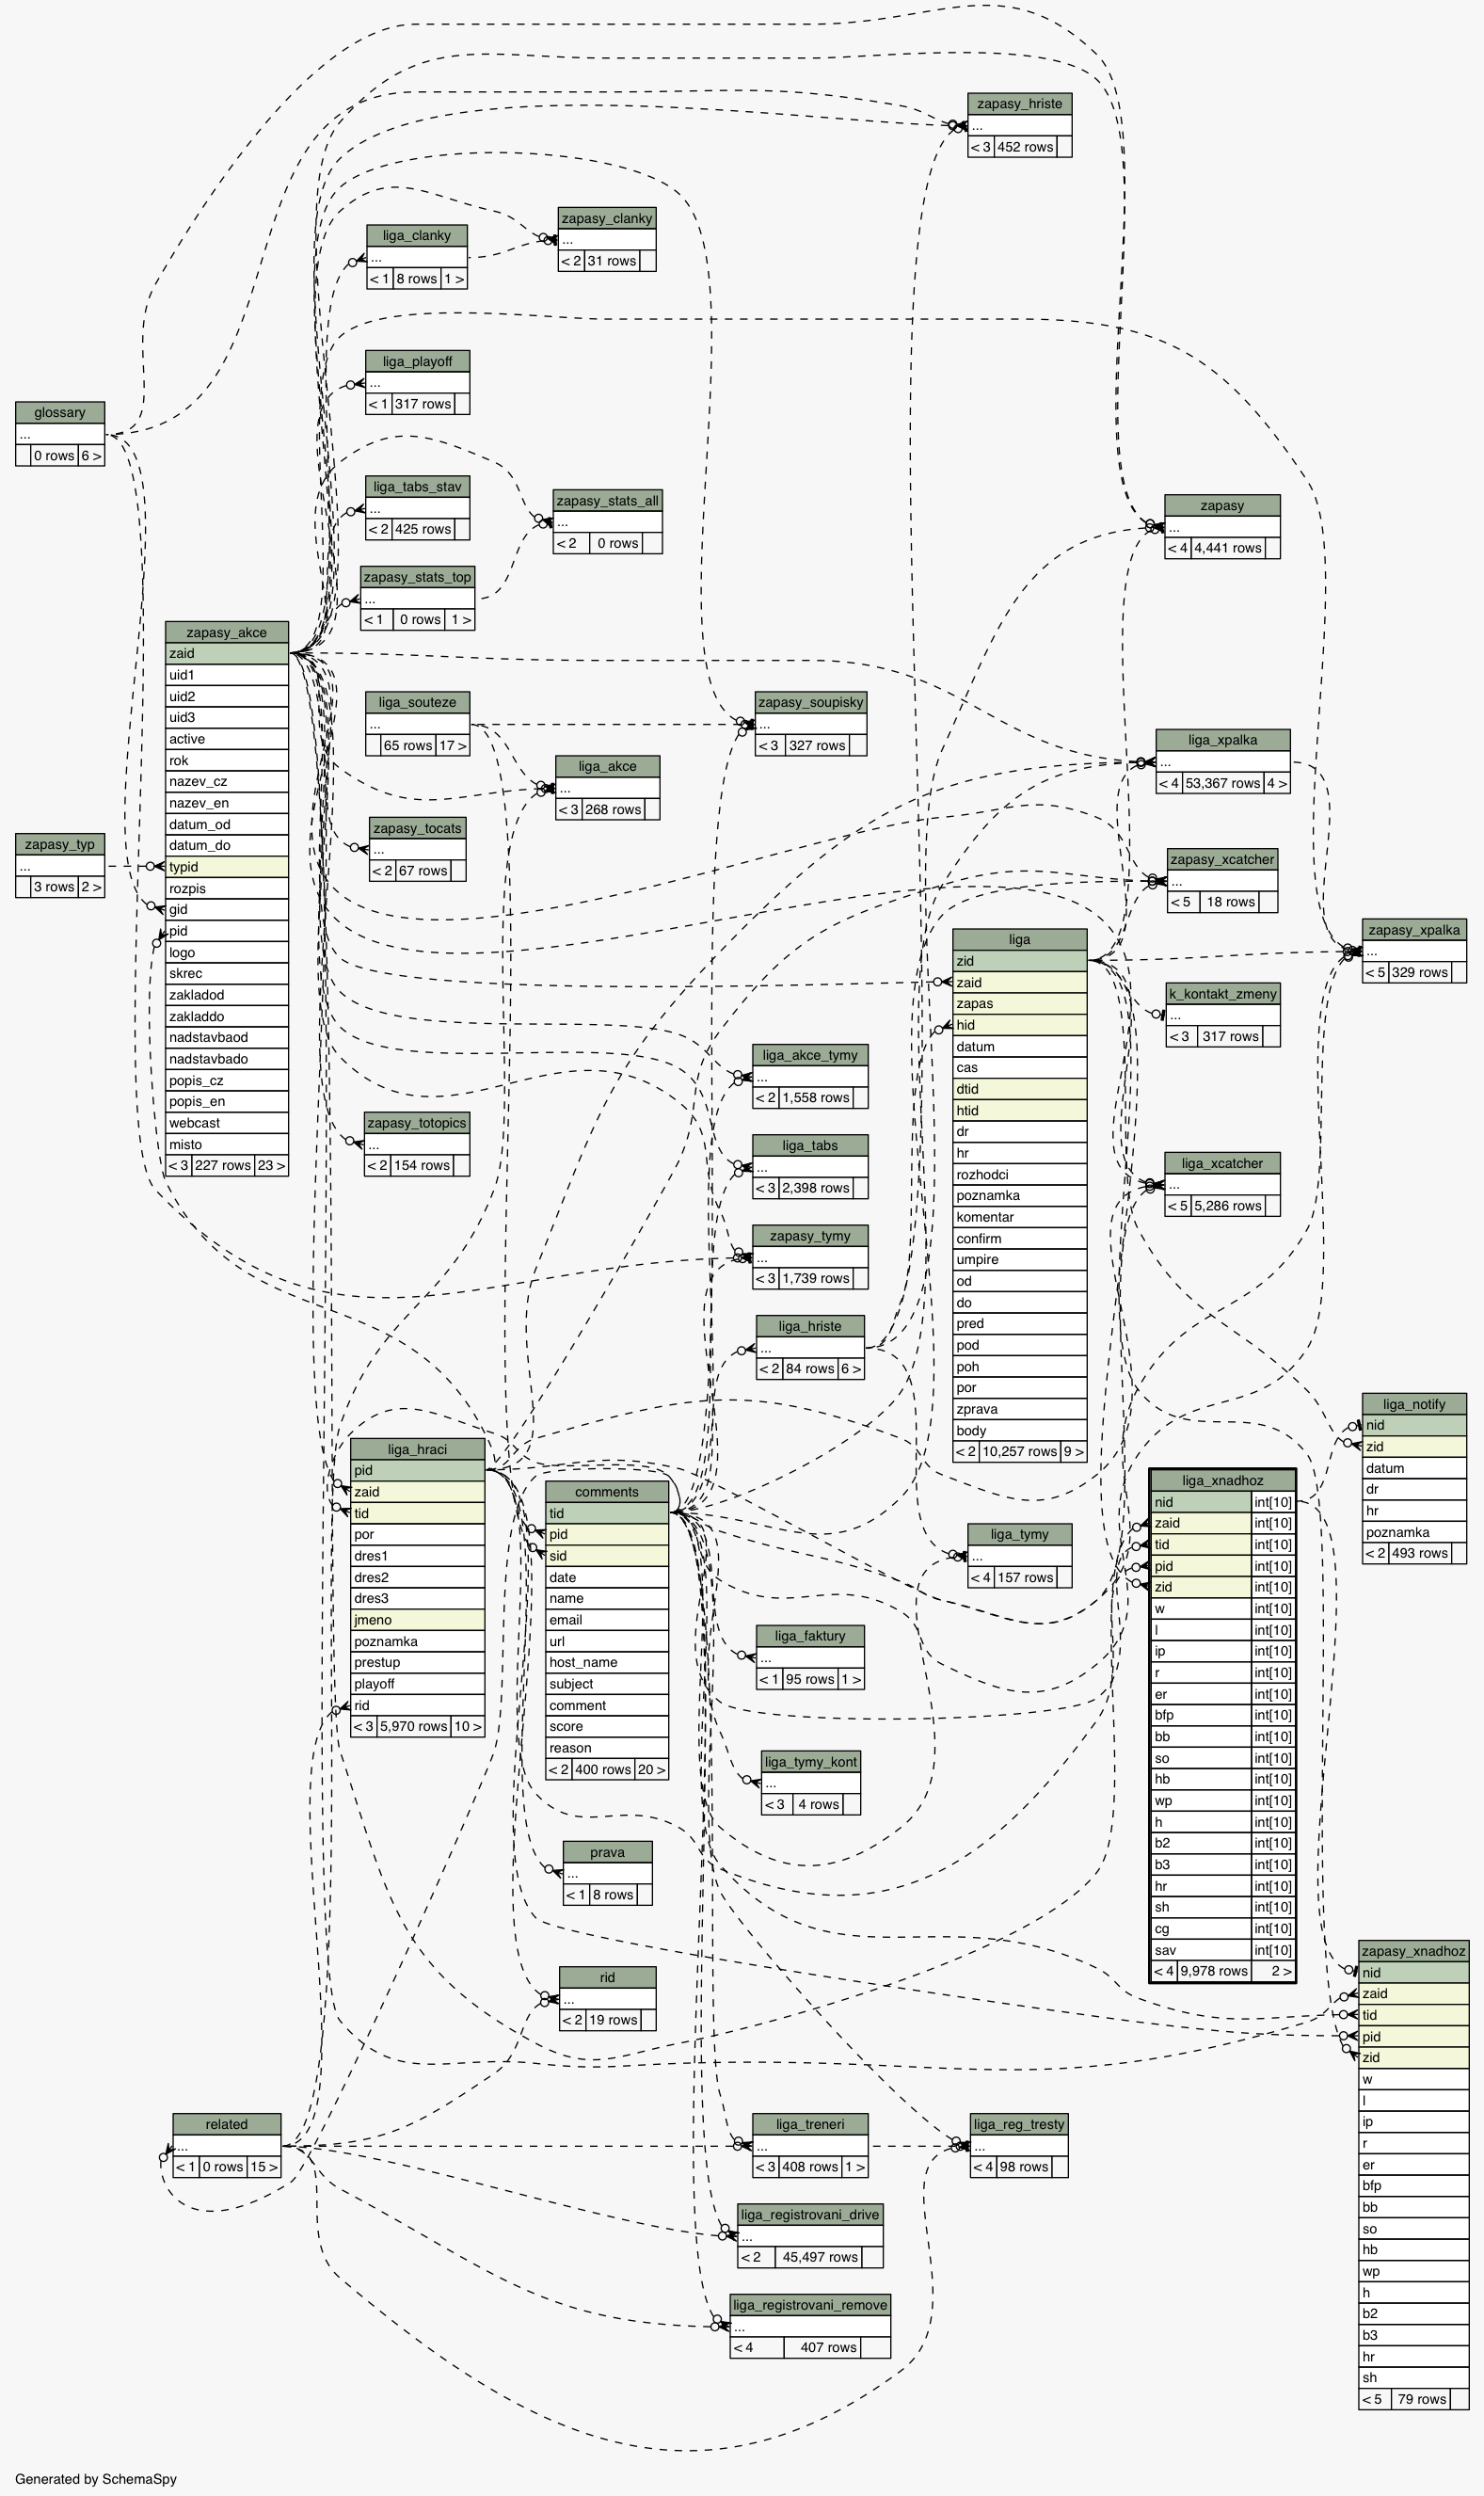 zapasy_hriste
...
< 3 452 rows
zapasy_clanky
...
< 2 31 rows
liga_clanky
...
< 1 8 rows 1 >
liga_playoff
...
< 1 317 rows
glossary
...
0 rows 6 >
liga_tabs_stav
...
< 2 425 rows
zapasy_stats_all
...
< 2 0 rows
zapasy
...
< 4 4,441 rows
zapasy_stats_top
...
< 1 0 rows 1 >
zapasy_akce
zaid
uid1
uid2
uid3
active
rok
nazev_cz
nazev_en
datum_od
datum_do
typid
rozpis
gid
pid
logo
skrec
zakladod
zakladdo
nadstavbaod
nadstavbado
popis_cz
popis_en
webcast
misto
< 3 227 rows 23 >
liga_souteze
...
65 rows 17 >
zapasy_soupisky
...
< 3 327 rows
liga_akce
...
< 3 268 rows
liga_xpalka
...
< 4 53,367 rows 4 >
zapasy_tocats
...
< 2 67 rows
zapasy_typ
...
3 rows 2 >
zapasy_xcatcher
...
< 5 18 rows
zapasy_xpalka
...
< 5 329 rows
liga
zid
zaid
zapas
hid
datum
cas
dtid
htid
dr
hr
rozhodci
poznamka
komentar
confirm
umpire
od
do
pred
pod
poh
por
zprava
body
< 2 10,257 rows 9 >
k_kontakt_zmeny
...
< 3 317 rows
liga_akce_tymy
...
< 2 1,558 rows
zapasy_totopics
...
< 2 154 rows
liga_tabs
...
< 3 2,398 rows
liga_xcatcher
...
< 5 5,286 rows
zapasy_tymy
...
< 3 1,739 rows
liga_hriste
...
< 2 84 rows 6 >
liga_notify
nid
zid
datum
dr
hr
poznamka
< 2 493 rows
liga_hraci
pid
zaid
tid
por
dres1
dres2
dres3
jmeno
poznamka
prestup
playoff
rid
< 3 5,970 rows 10 >
comments
tid
pid
sid
date
name
email
url
host_name
subject
comment
score
reason
< 2 400 rows 20 >
liga_xnadhoz
nid int[10]
zaid int[10]
tid int[10]
pid int[10]
zid int[10]
w int[10]
l int[10]
ip int[10]
r int[10]
er int[10]
bfp int[10]
bb int[10]
so int[10]
hb int[10]
wp int[10]
h int[10]
b2 int[10]
b3 int[10]
hr int[10]
sh int[10]
cg int[10]
sav int[10]
< 4 9,978 rows 2 >
liga_tymy
...
< 4 157 rows
liga_faktury
...
< 1 95 rows 1 >
liga_tymy_kont
...
< 3 4 rows
prava
...
< 1 8 rows
rid
...
< 2 19 rows
zapasy_xnadhoz
nid
zaid
tid
pid
zid
w
l
ip
r
er
bfp
bb
so
hb
wp
h
b2
b3
hr
sh
< 5 79 rows
related
...
< 1 0 rows 15 >
liga_treneri
...
< 3 408 rows 1 >
liga_reg_tresty
...
< 4 98 rows
liga_registrovani_drive
...
< 2 45,497 rows
liga_registrovani_remove
...
< 4 407 rows
Generated by SchemaSpy